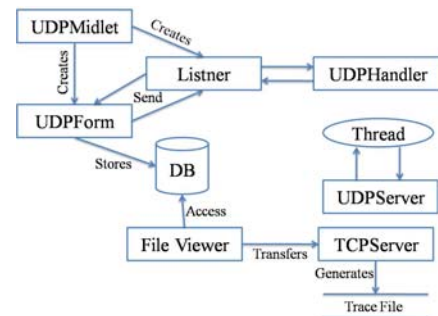 UDPMidlet
Creates
Creates
Listner
UDPHandler
Send
UDPForm
Thread
Stores
DB
UDPServer
Access
File Viewer
Transfers
TCPServer
Generates
Trace File